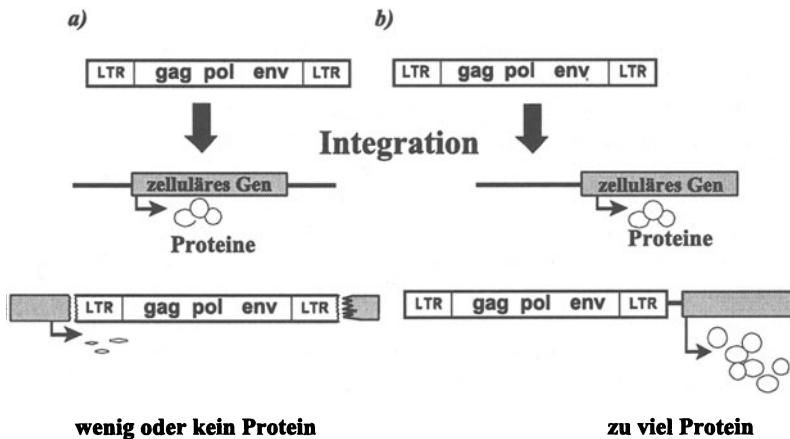 a)
b)
LTR gag pol env LTR
LTR gag pol env LTR
Integration
zelluläres Gen
zelluläres Gen
Proteine
Proteine
LTR gag pol env LTR
LTR gag pol env LTR
wenig oder kein Protein
zu viel Protein